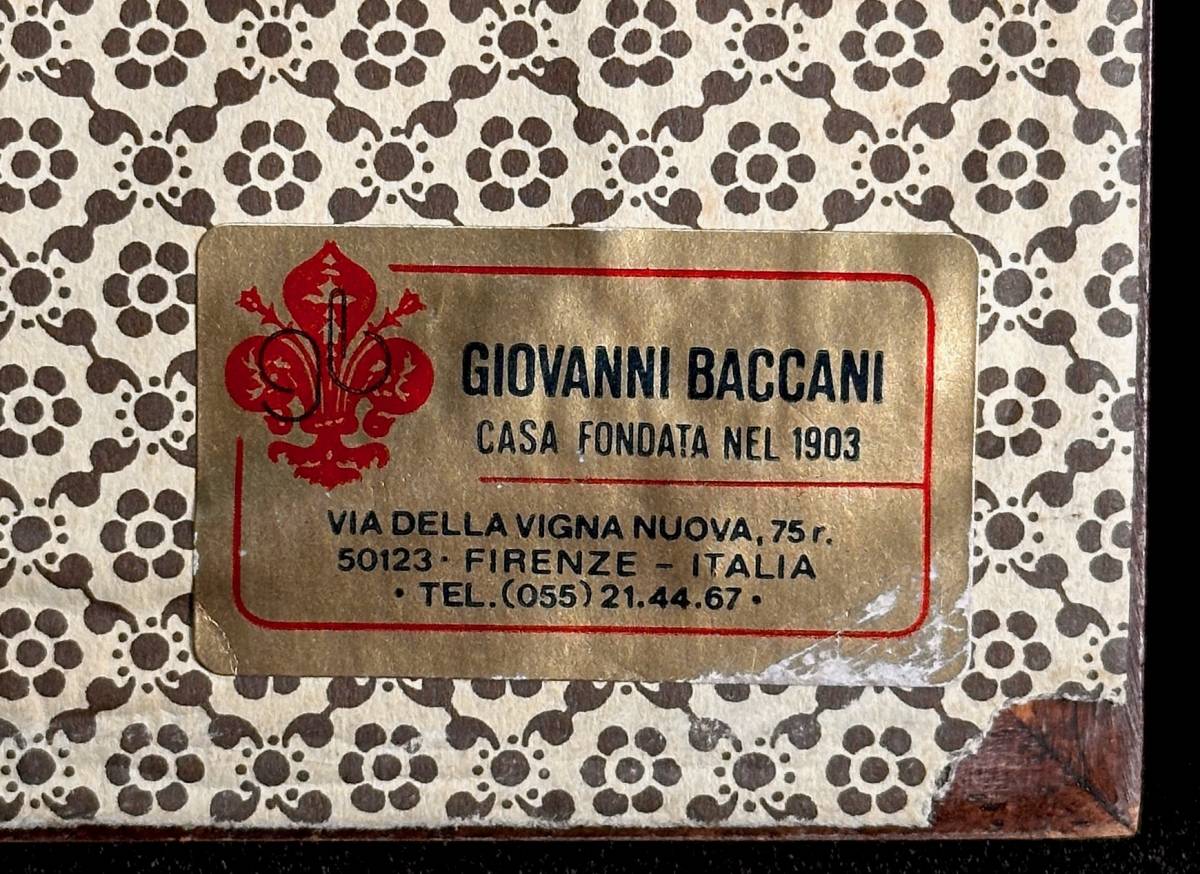 gb
GIOVANNI BACCANI
CASA FONDATA NEL 1903
VIA DELLA VIGNA NUOVA, 75 r.
50123 · FIRENZE – ITALIA
· TEL. (055) 21.44.67 ·